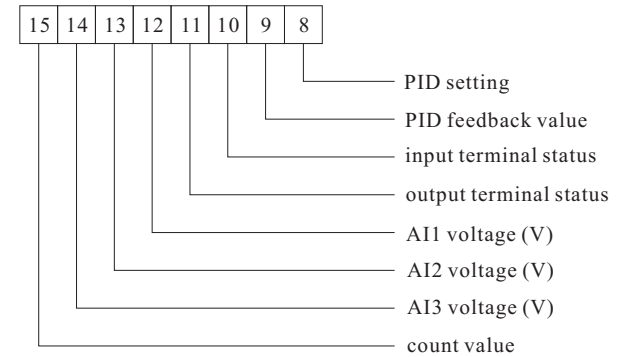 15 14 13 12 11 10 9 8
PID setting
PID feedback value
input terminal status
output terminal status
AI1 voltage (V)
AI2 voltage (V)
AI3 voltage (V)
count value